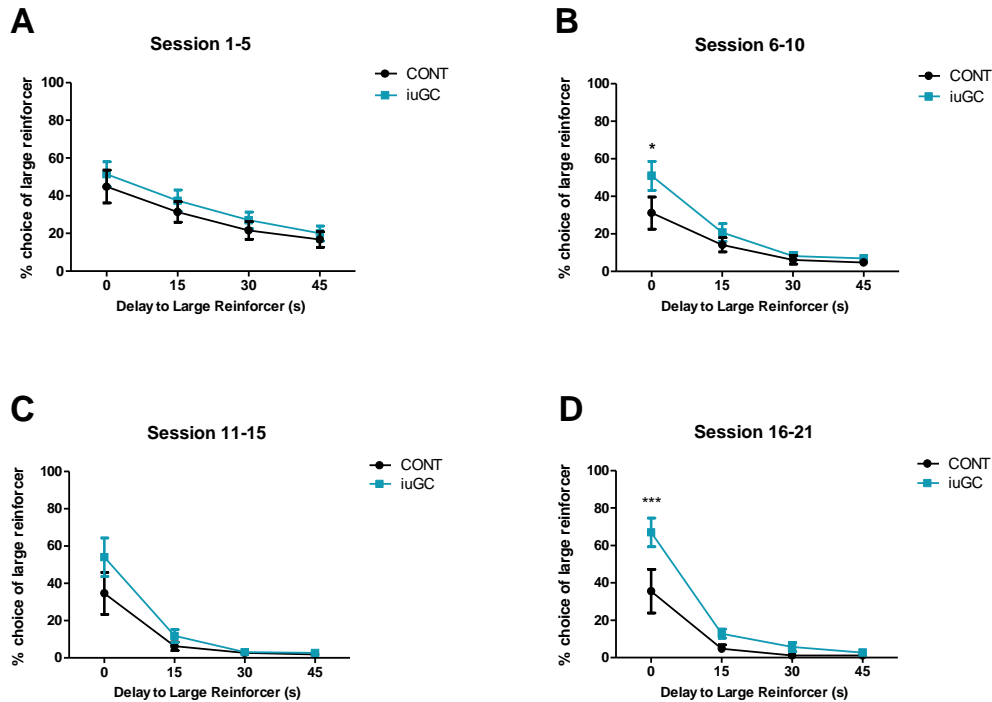 A
Session 1-5
CONT
iuGC
% choice of large reinforcer
100
80
60
40
20
0
0 15 30 45
Delay to Large Reinforcer (s)
B
Session 6-10
CONT
iuGC
% choice of large reinforcer
100
80
60
40
20
0
*
0 15 30 45
Delay to Large Reinforcer (s)
C
Session 11-15
CONT
iuGC
% choice of large reinforcer
100
80
60
40
20
0
0 15 30 45
Delay to Large Reinforcer (s)
D
Session 16-21
CONT
iuGC
% choice of large reinforcer
100
80
60
40
20
0
***
0 15 30 45
Delay to Large Reinforcer (s)